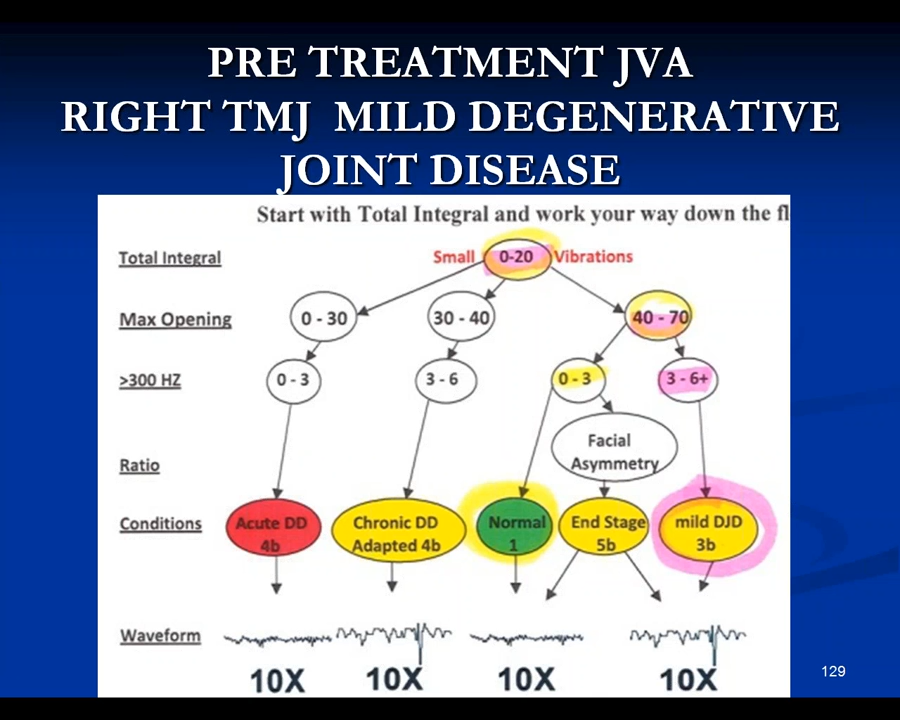 PRE TREATMENT JVA
RIGHT TMJ MILD DEGENERATIVE
JOINT DISEASE
Start with Total Integral and work your way down the fl
Total Integral
Small
0-20
Vibrations
Max Opening
0 - 30
30 - 40
40 - 70
>300 HZ
0 - 3
3 - 6
0 - 3
3 - 6+
Facial
Asymmetry
Ratio
Conditions
Acute DD
4b
Chronic DD
Adapted 4b
Normal
1
End Stage
5b
mild DJD
3b
Waveform
10X
10X
10X
10X
129